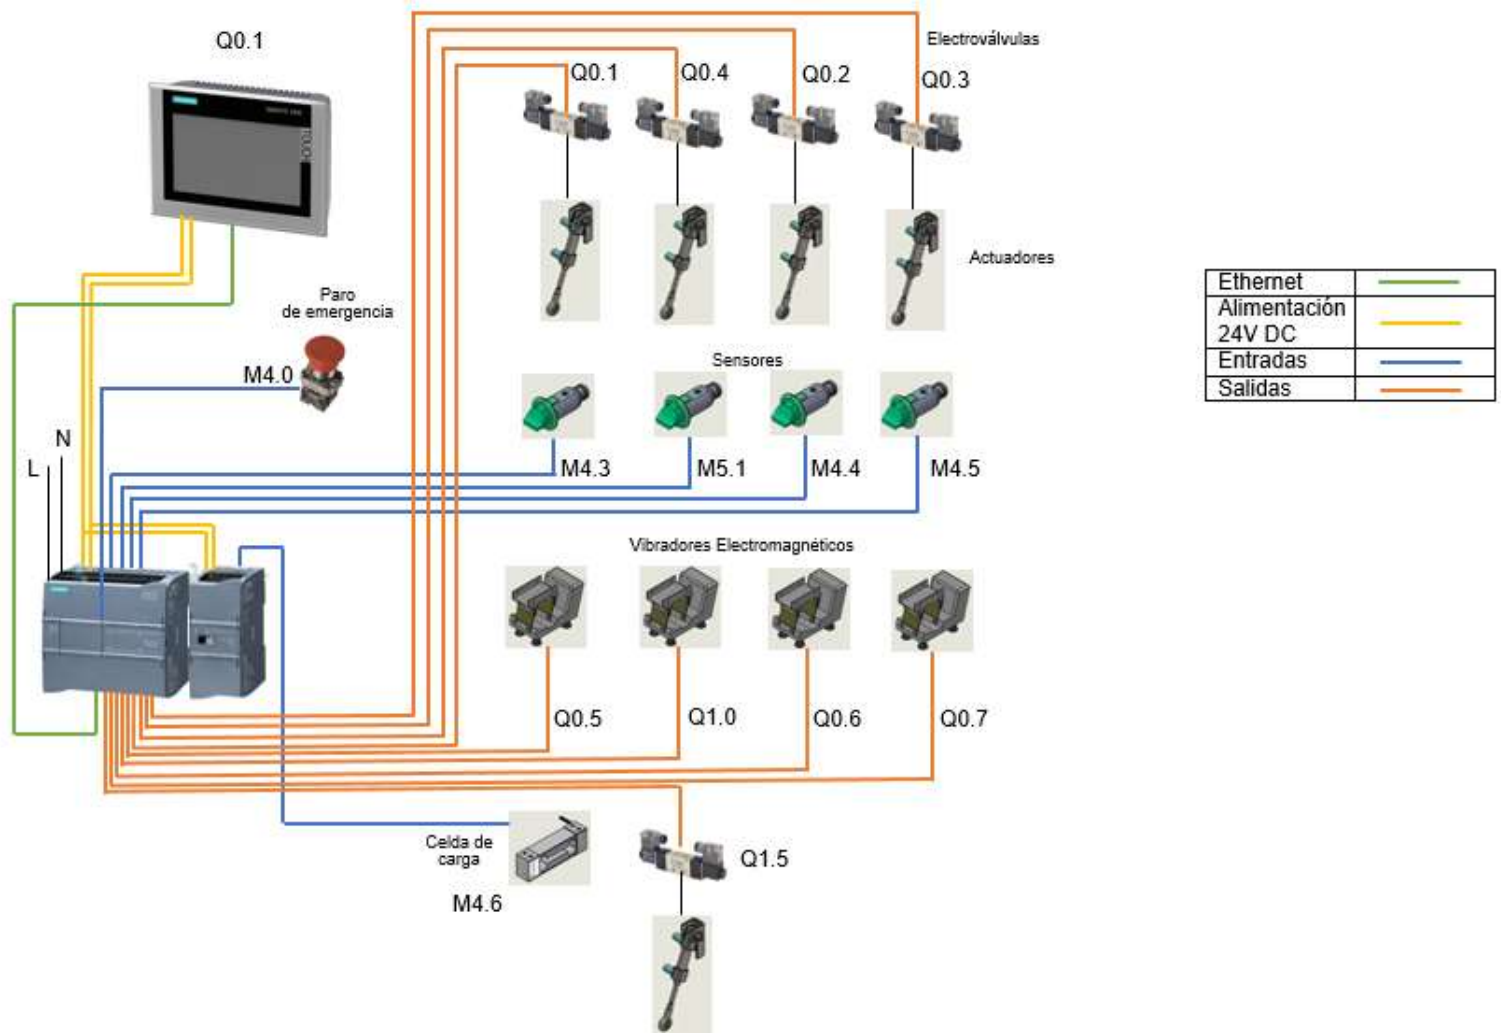 Q0.1
Electroválvulas
Q0.1
Q0.4
Q0.2
Q0.3
Actuadores
Paro
de emergencia
M4.0
Sensores
M4.3
M5.1
M4.4
M4.5
N
L
Vibradores Electromagnéticos
Q0.5
Q1.0
Q0.6
Q0.7
Celda de
carga
M4.6
Q1.5
Ethernet
Alimentación
24V DC
Entradas
Salidas